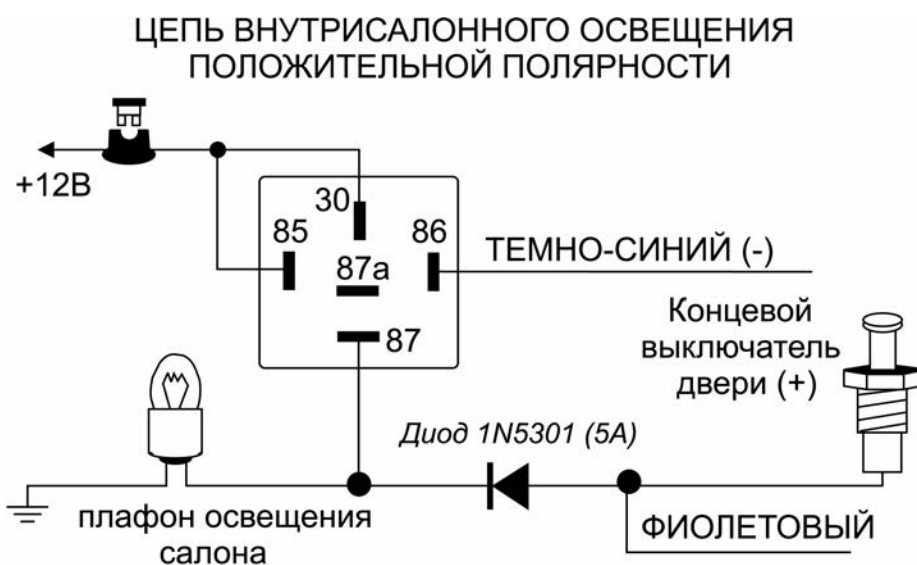 ЦЕПЬ ВНУТРИСАЛОННОГО ОСВЕЩЕНИЯ
ПОЛОЖИТЕЛЬНОЙ ПОЛЯРНОСТИ
+12В
30
85
86
87а
87
ТЕМНО-СИНИЙ (-)
Концевой
выключатель
двери (+)
Диод 1N5301 (5А)
плафон освещения
салона
ФИОЛЕТОВЫЙ